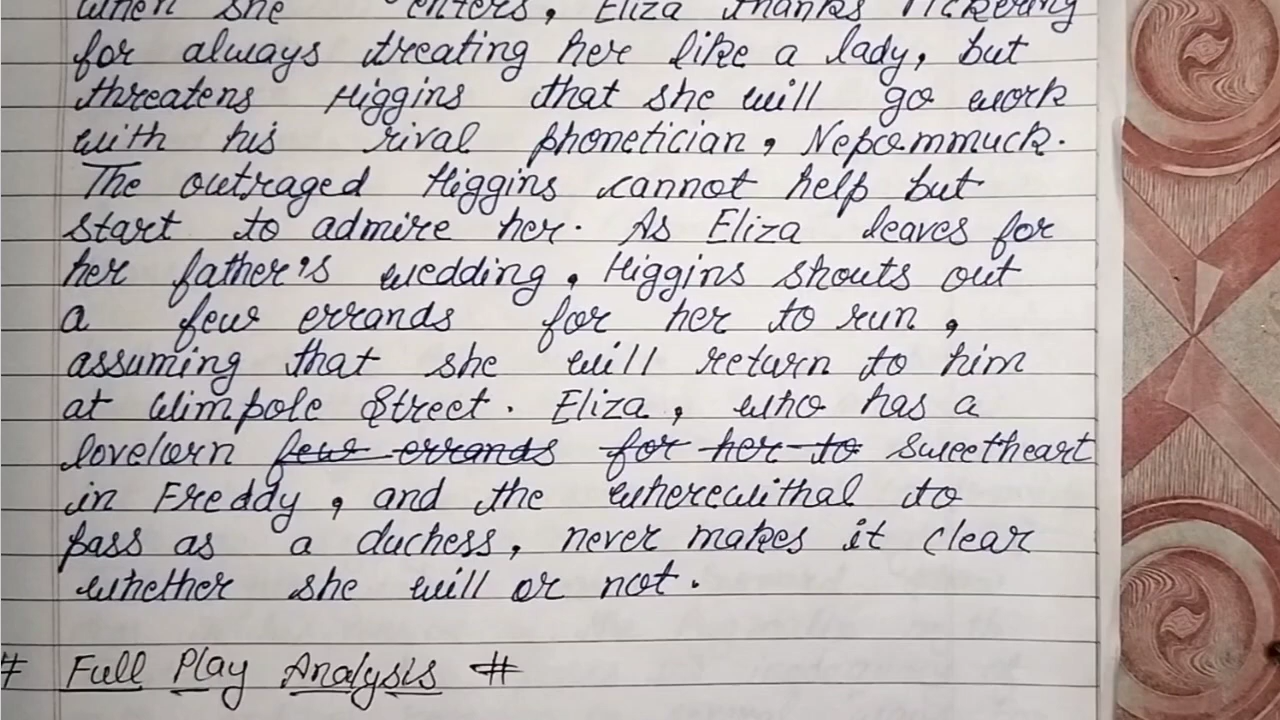 when she enters, Eliza thanks Pickering
for always treating her like a lady, but
threatens Higgins that she will go work
with his rival phonetician, Nepommuck.
The outraged Higgins cannot help but
start to admire her. As Eliza leaves for
her father's wedding, Higgins shouts out
a few errands for her to run,
assuming that she will return to him
at Wimpole Street. Eliza, who has a
lovelorn few errands for her to sweetheart
in Freddy, and the wherewithal to
pass as a duchess, never makes it clear
whether she will or not.
# Full Play Analysis #